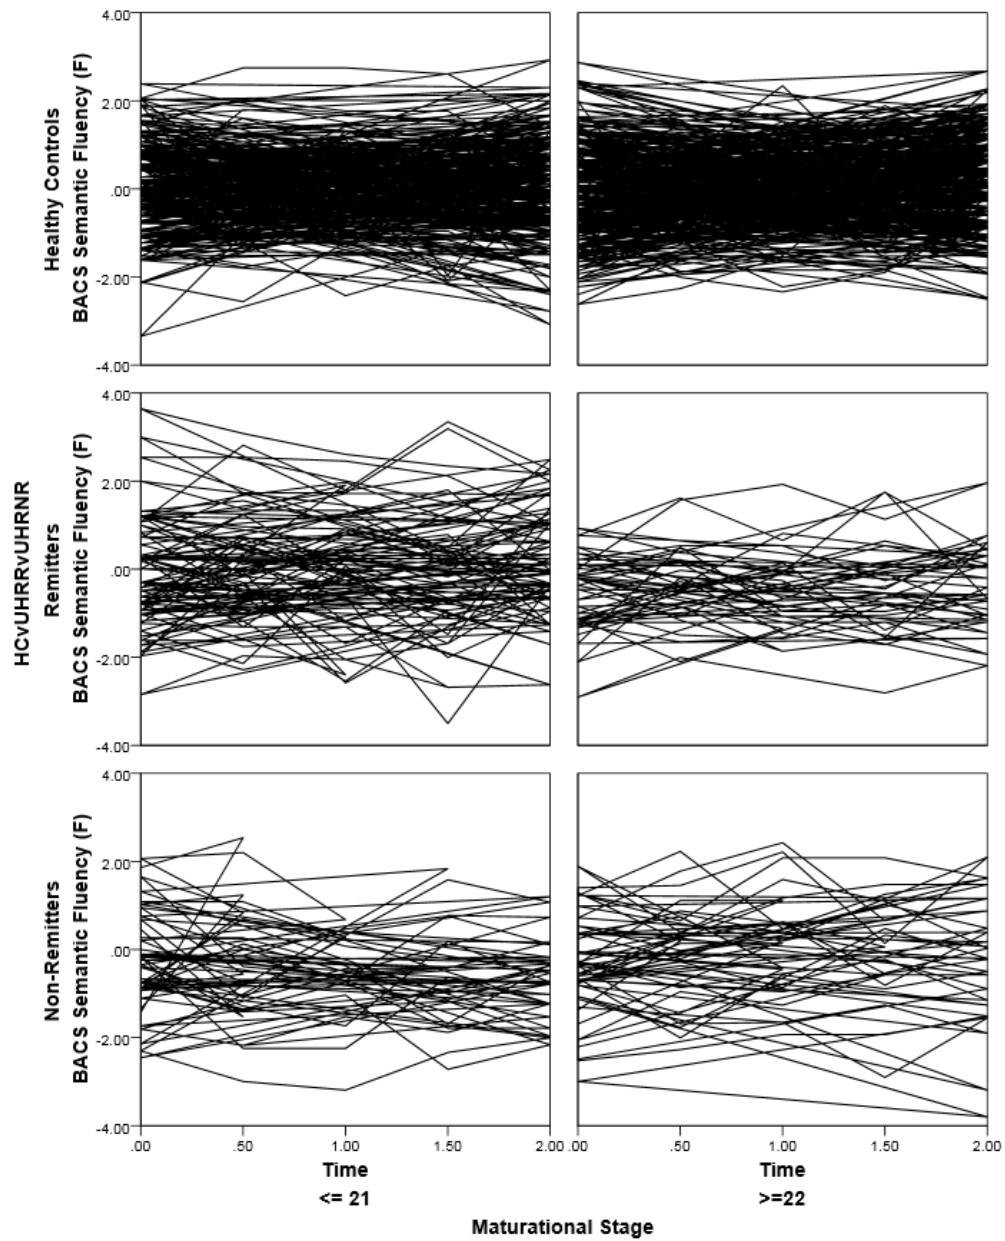 4.00
2.00
.00
-2.00
-4.00
Healthy Controls
BACS Semantic Fluency (F)
4.00
2.00
.00
-2.00
-4.00
HCvUHRRvUHRNR
Remitters
BACS Semantic Fluency (F)
4.00
2.00
.00
-2.00
-4.00
Non-Remitters
BACS Semantic Fluency (F)
.00 .50 1.00 1.50 2.00 .00 .50 1.00 1.50 2.00
Time Time
<= 21 >=22
Maturational Stage